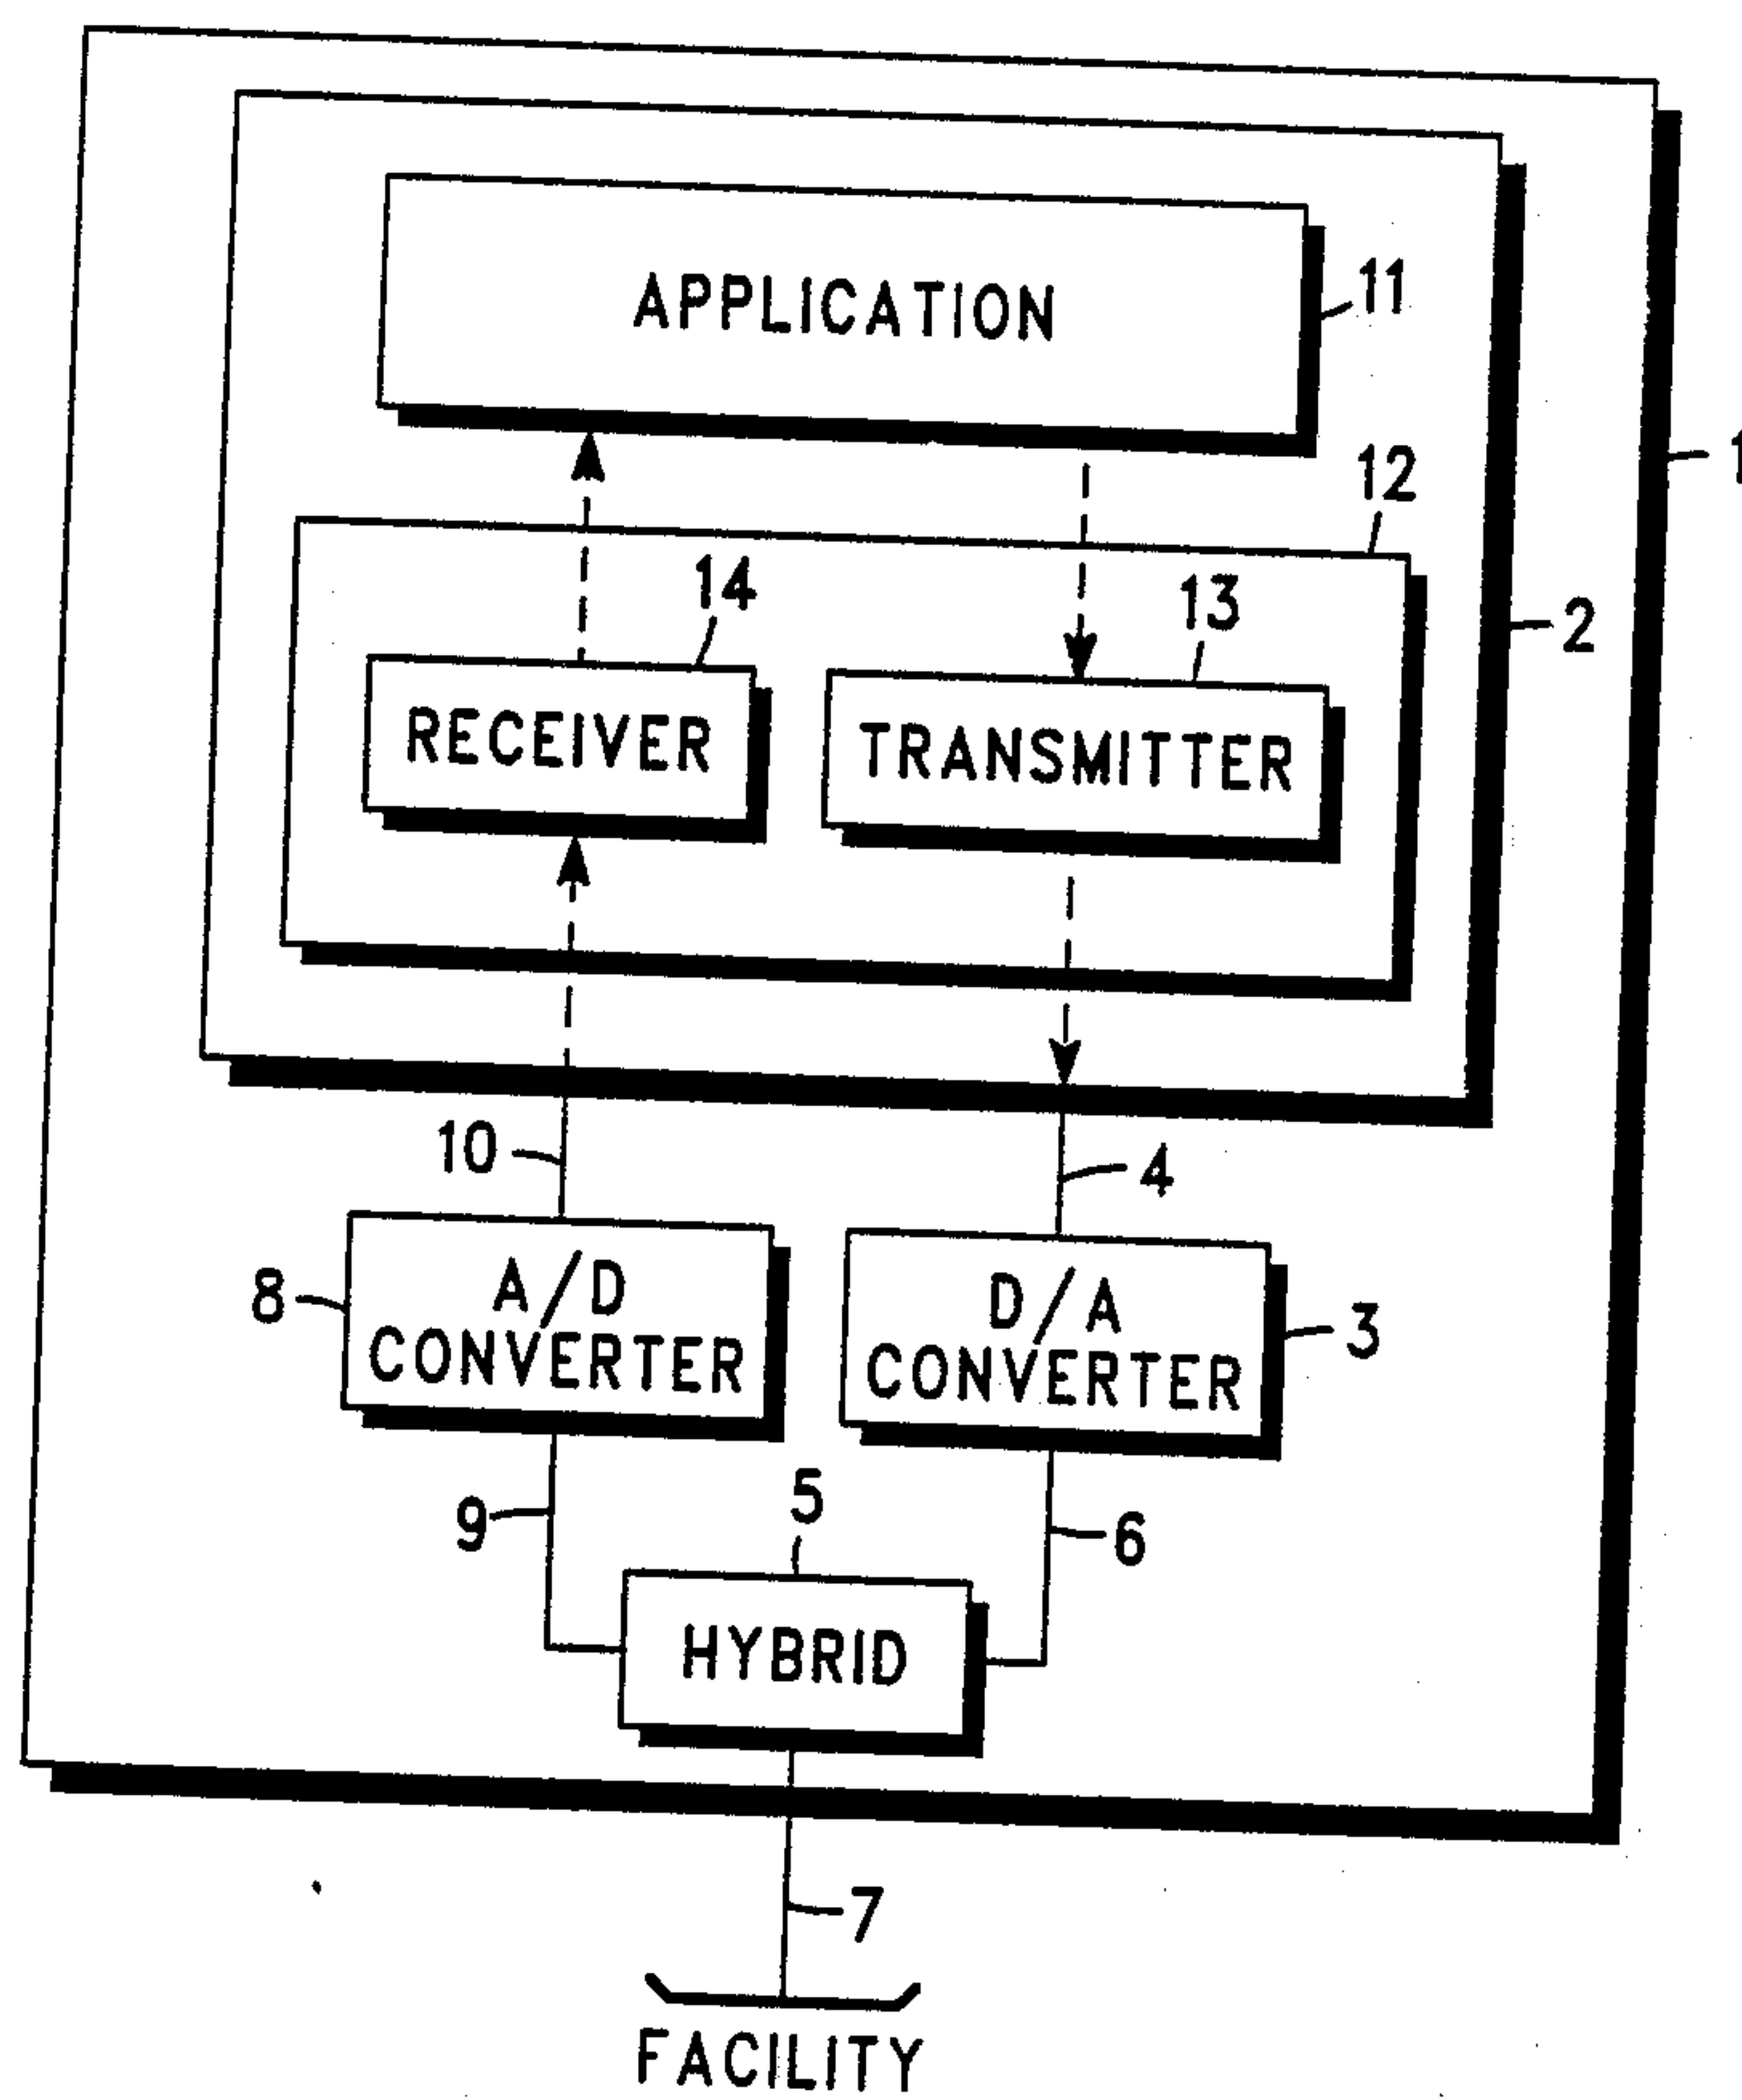 APPLICATION
11
12
1
14
13
2
RECEIVER
TRANSMITTER
10
4
A/D
CONVERTER
8
D/A
CONVERTER
3
9
5
6
HYBRID
7
FACILITY